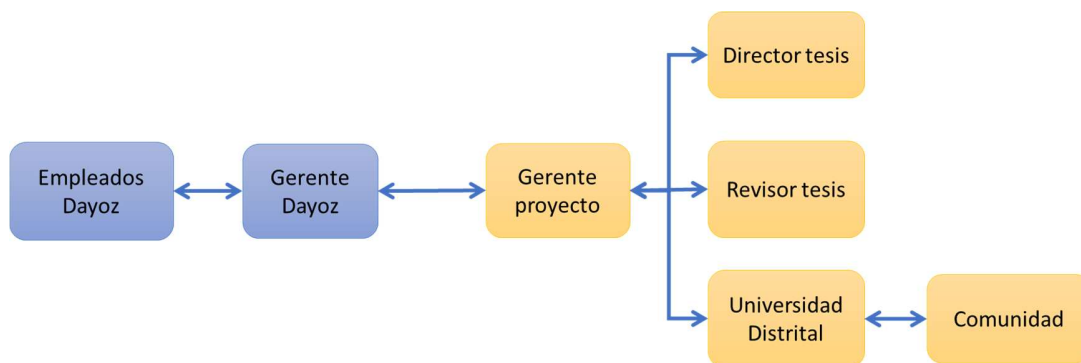 Director tesis
Empleados
Dayoz
Gerente
Dayoz
Gerente
proyecto
Revisor tesis
Universidad
Distrital
Comunidad